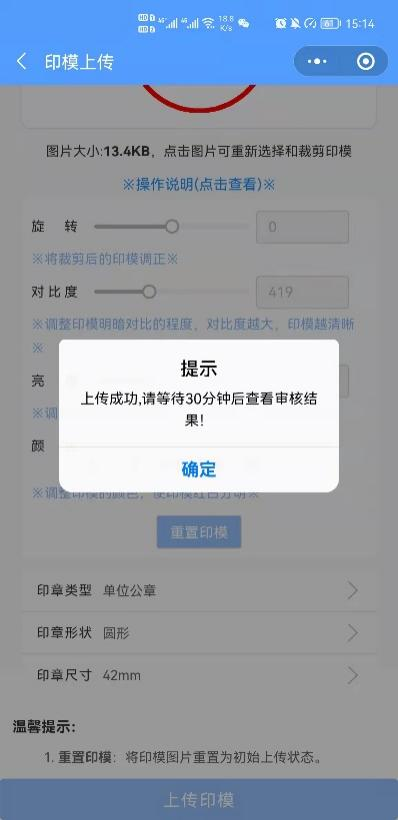 HD1 4G 4G 18.8 K/s 61 15:14
HD2
印模上传
图片大小:13.4KB，点击图片可重新选择和裁剪印模
※操作说明(点击查看)※
旋 转 0
※将裁剪后的印模调正※
对比度 419
※调整印模明暗对比的程度，对比度越大，印模越清晰
※
提示
上传成功,请等待30分钟后查看审核结
果!
确定
亮
※调
颜
※调整印模的颜色，使印模红白分明※
重置印模
印章类型 单位公章
印章形状 圆形
印章尺寸 42mm
温馨提示:
1. 重置印模：将印模图片重置为初始上传状态。
上传印模